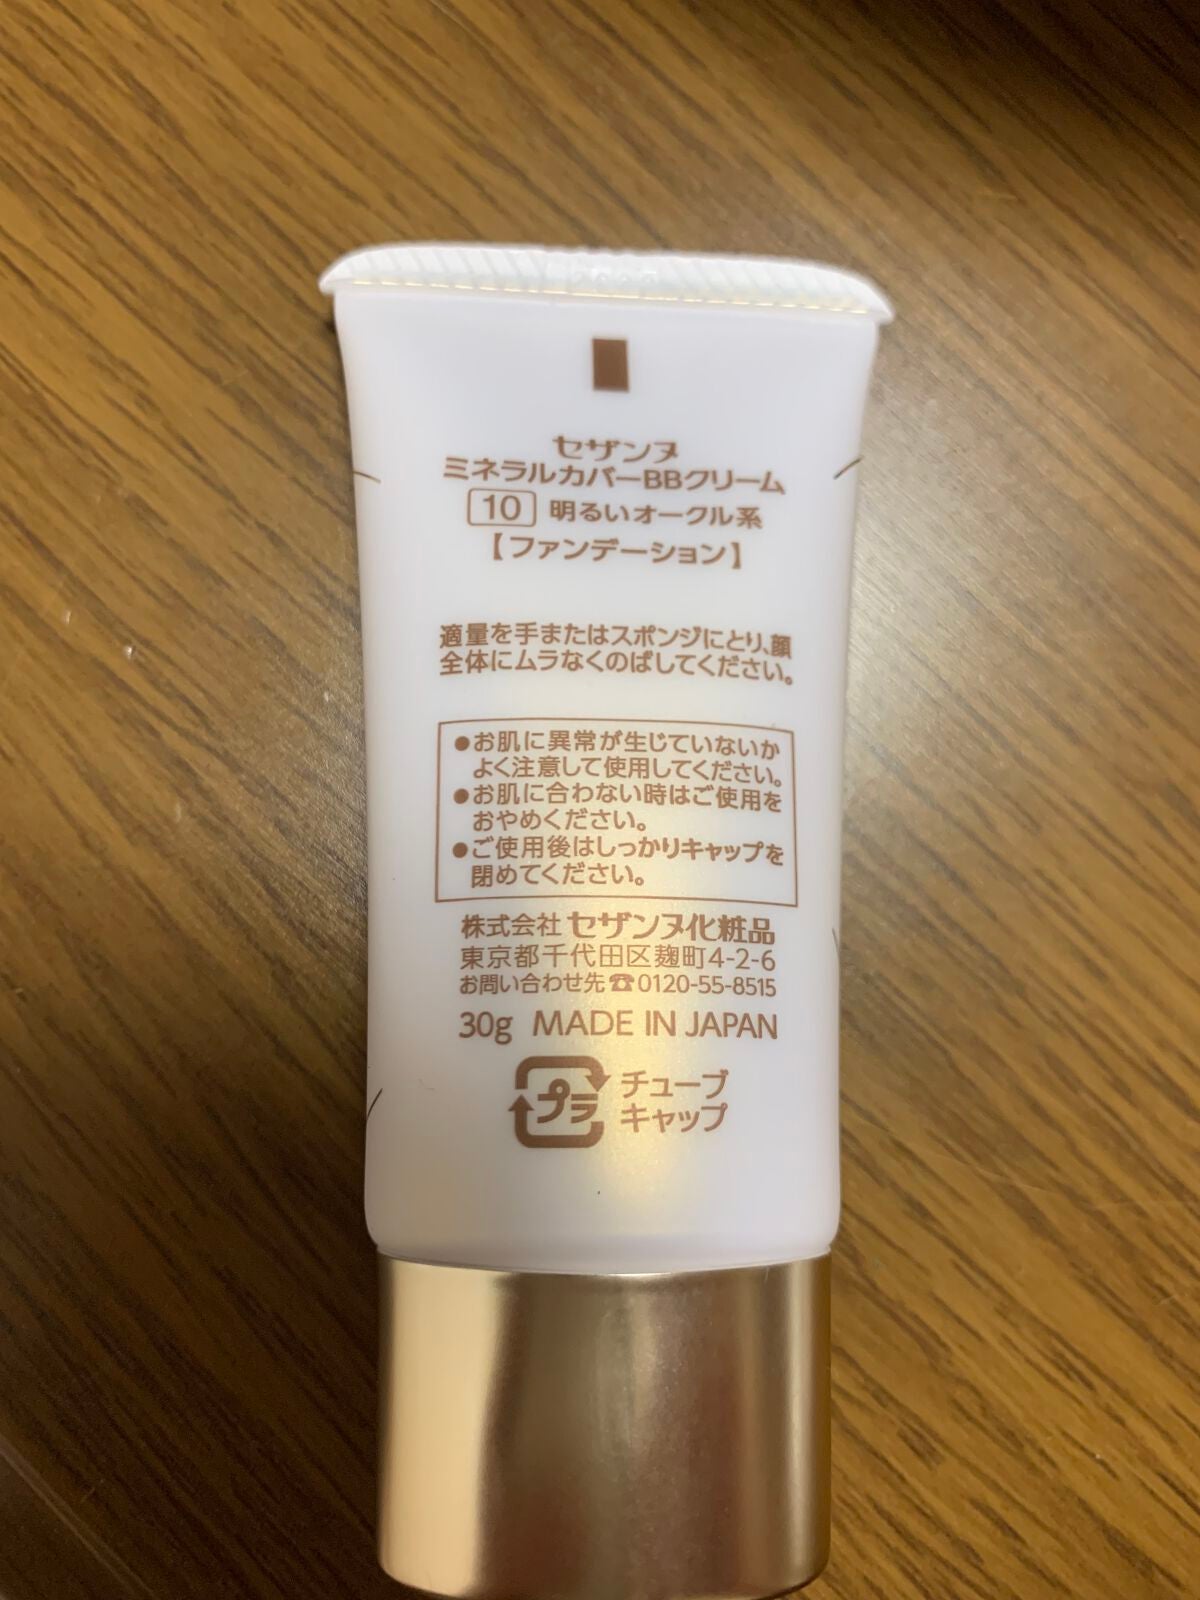 セザンヌ
ミネラルカバーBBクリーム
10 明るいオークル系
【ファンデーション】
適量を手またはスポンジにとり、顔
全体にムラなくのばしてください。
●お肌に異常が生じていないか
よく注意して使用してください。
●お肌に合わない時はご使用を
おやめください。
●ご使用後はしっかりキャップを
閉めてください。
株式会社 セザンヌ化粧品
東京都千代田区麹町4-2-6
お問い合わせ先☎0120-55-8515
30g MADE IN JAPAN
プラ チューブ
キャップ